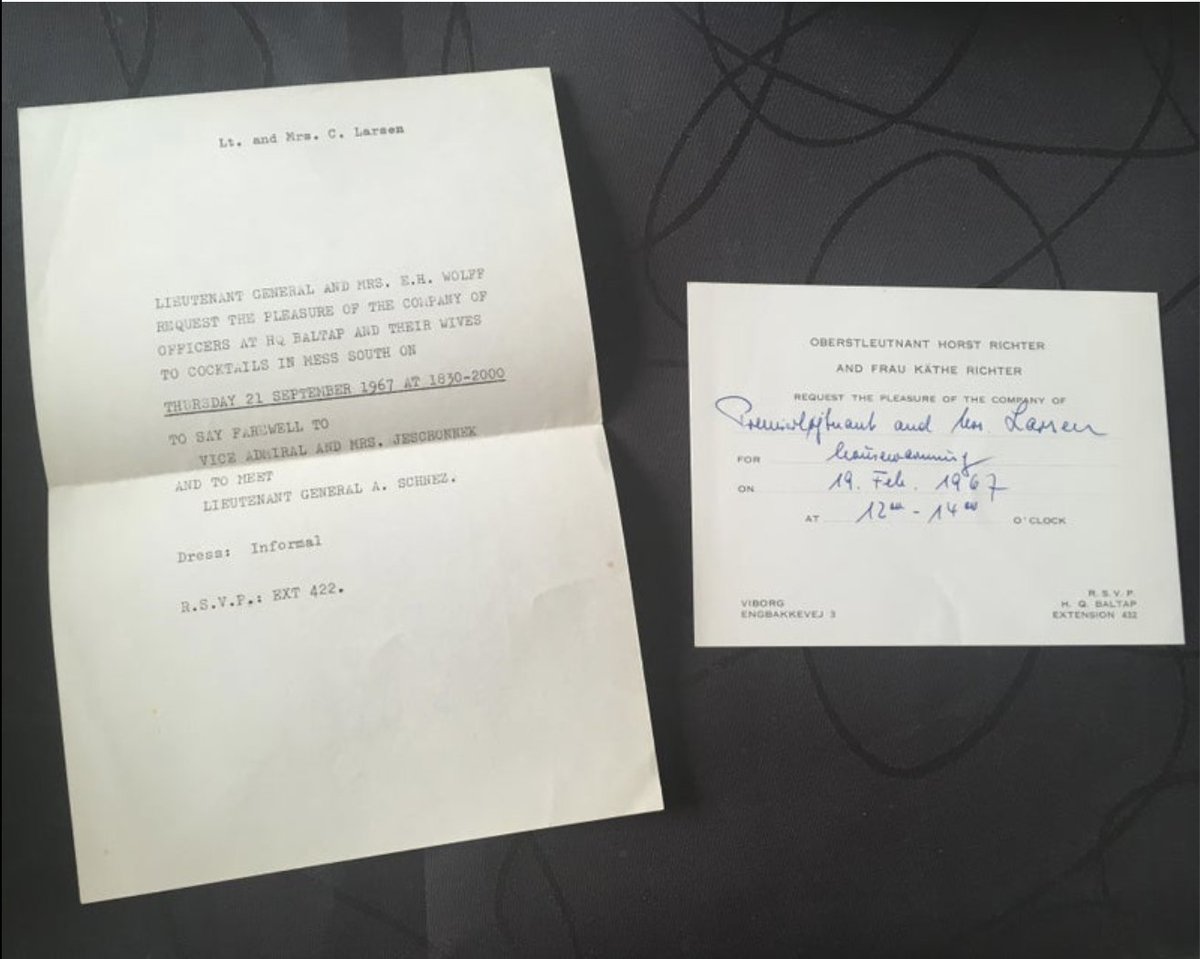 Lt. and Mrs. C. Larsen
LIEUTENANT GENERAL AND MRS. E.H. WOLFF
REQUEST THE PLEASURE OF THE COMPANY OF
OFFICERS AT HQ BALTAP AND THEIR WIVES
TO COCKTAILS IN MESS SOUTH ON
THURSDAY 21 SEPTEMBER 1967 AT 1830-2000
TO SAY FAREWELL TO
VICE ADMIRAL AND MRS. JESCHONNEK
AND TO MEET
LIEUTENANT GENERAL A. SCHNEZ.
Dress: Informal
R.S.V.P.: EXT 422.
OBERSTLEUTNANT HORST RICHTER
AND FRAU KÄTHE RICHTER
REQUEST THE PLEASURE OF THE COMPANY OF
Premierløjtnant and Mrs. Larsen
FOR housewarming
ON 19. Feb. 1967
AT 12°° - 14°° O'CLOCK
VIBORG
ENGBAKKEVEJ 3
R. S. V. P.
H. Q. BALTAP
EXTENSION 432